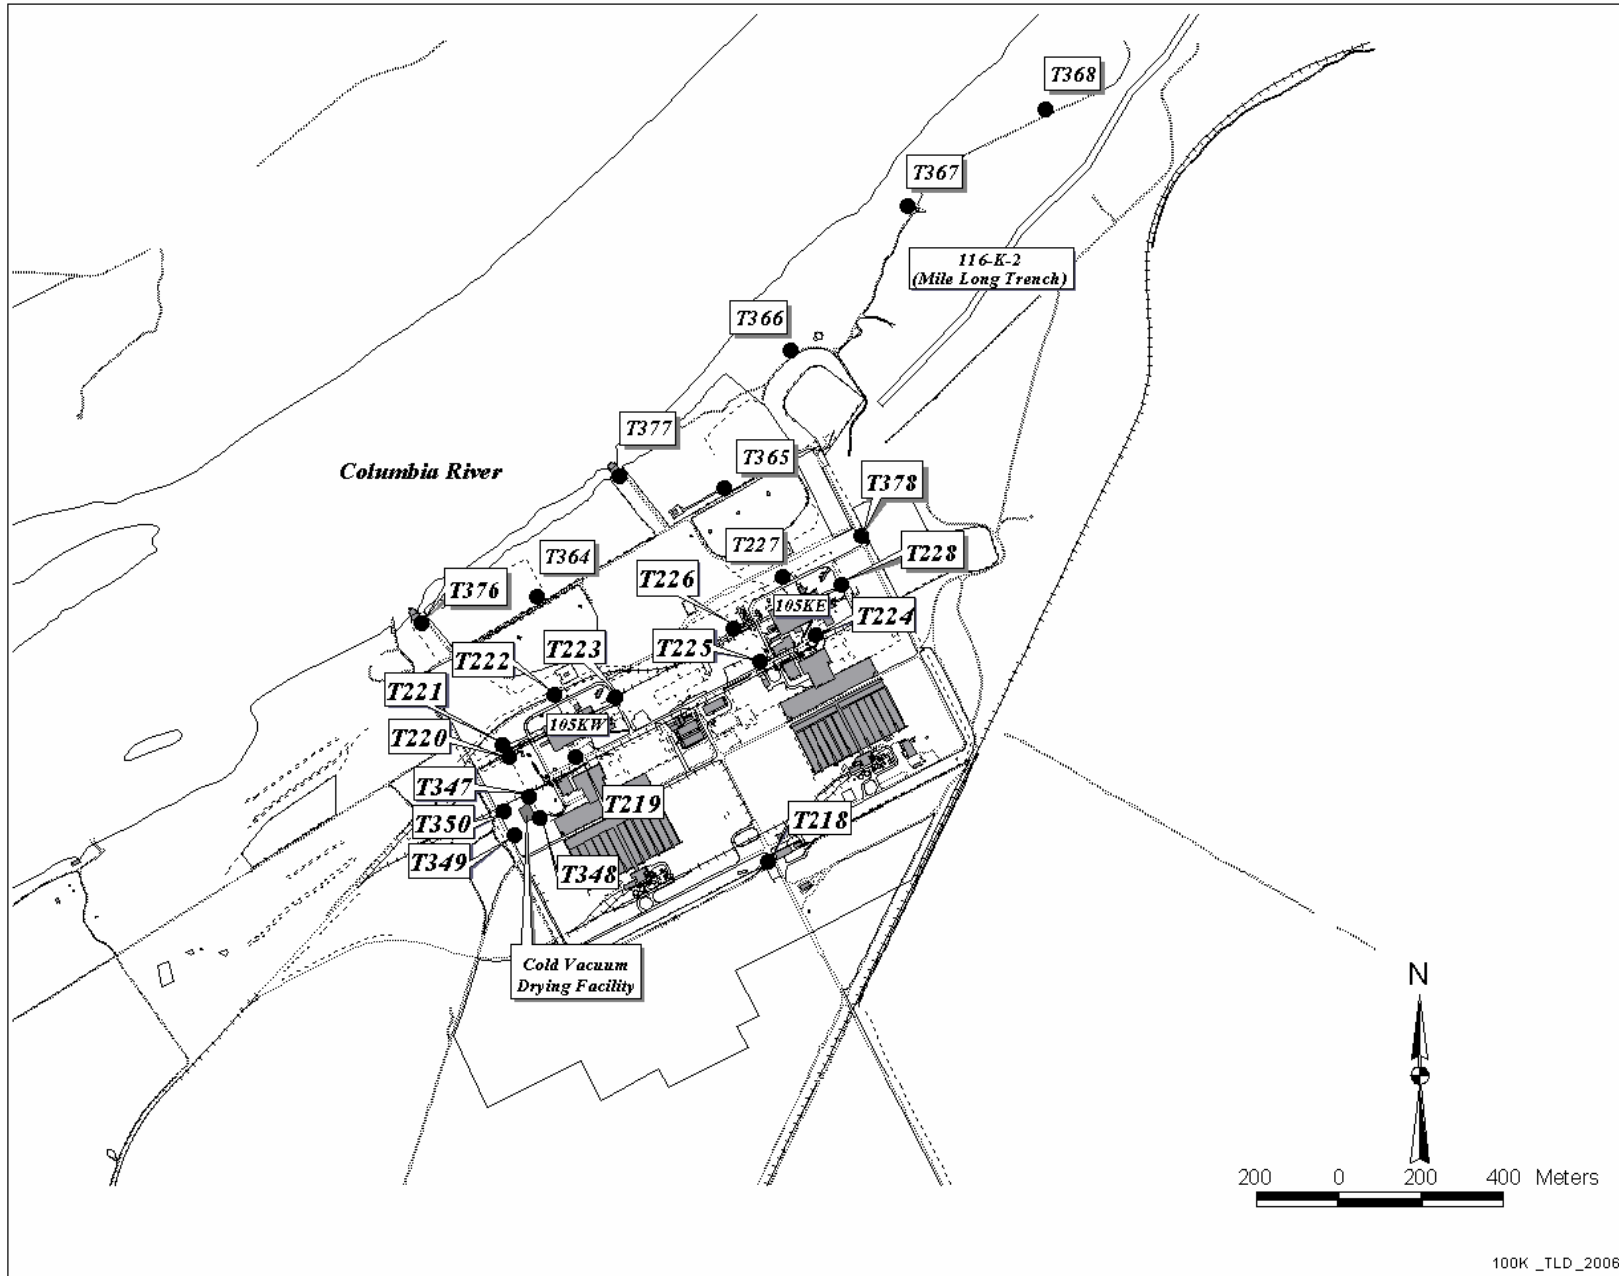 T368
T367
116-K-2
(Mile Long Trench)
T366
T377
T365
Columbia River
T378
T227
T228
T364
T226
T376
105KE
T224
T223
T225
T222
T221
105KW
T220
T347
T219
T218
T350
T349
T348
Cold Vacuum
Drying Facility
N
200 0 200 400 Meters
100K _TLD_2006